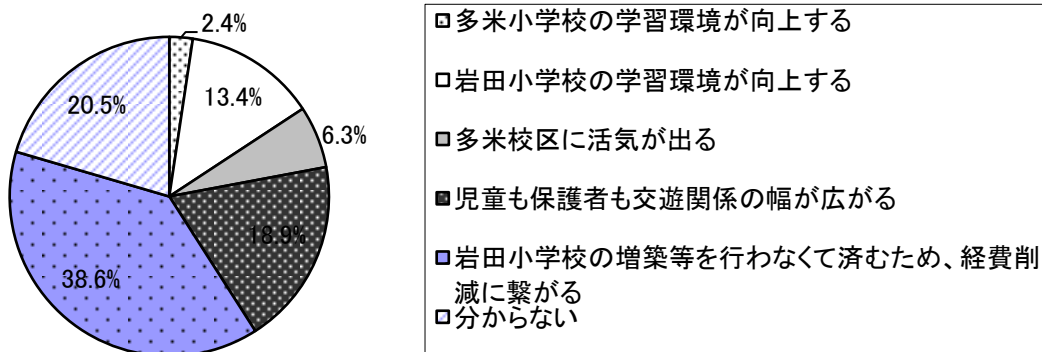 2.4%
13.4%
6.3%
18.9%
38.6%
20.5%
多米小学校の学習環境が向上する
岩田小学校の学習環境が向上する
多米校区に活気が出る
児童も保護者も交遊関係の幅が広がる
岩田小学校の増築等を行わなくて済むため、経費削
減に繋がる
分からない